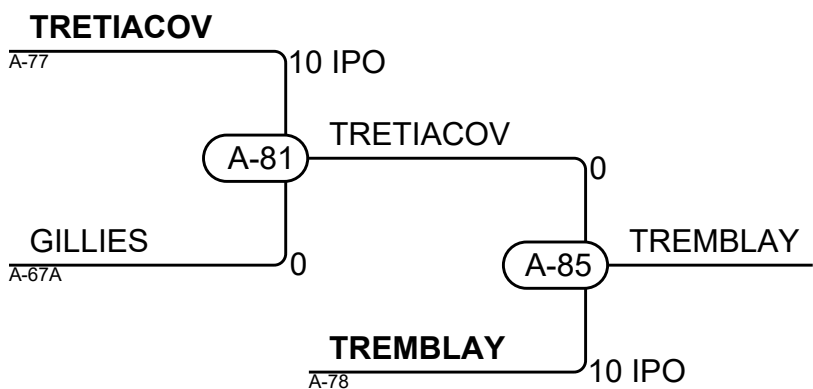 TRETIACOV
A-77
10 IPO
TRETIACOV
A-81
0
GILLIES
A-67A
0
TREMBLAY
A-85
TREMBLAY
A-78
10 IPO